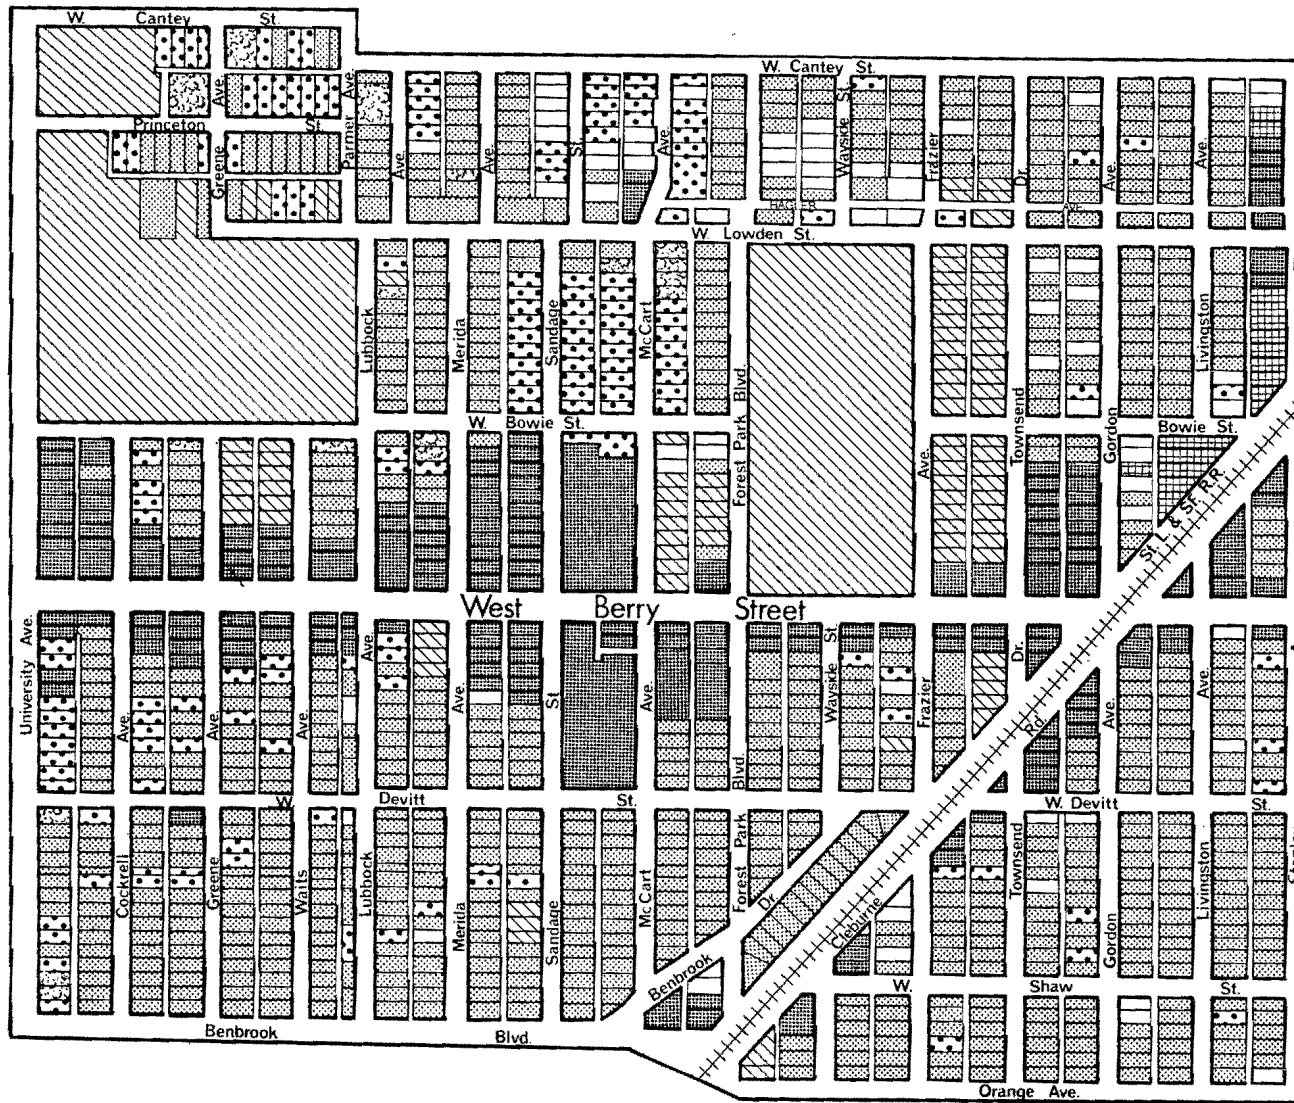 W. Cantey St.
W. Cantey St.
Princeton St.
Greene Ave.
Parmer Ave.
Ave.
Ave.
St.
Ave.
Wayside St.
Frazier
Dr.
Ave.
Ave.
HAGLER AVE.
W. Lowden St.
Lubbock
Merida
Sandage
McCart
Forest Park Blvd.
Ave.
Townsend
Gordon
Livingston
W. Bowie St.
Bowie St.
St. L. & S.F. R.R.
West Berry Street
University Ave.
Ave.
Ave.
Ave.
Ave.
Ave.
St.
Ave.
Blvd.
Wayside St.
Frazier
Dr.
Rd.
Ave.
Ave.
W. Devitt St.
W. Devitt St.
Cockrell
Greene
Waits
Lubbock
Merida
Sandage
McCart
Forest Park
Dr.
Cleburne
Townsend
Gordon
Livingston
Benbrook
W. Shaw St.
Benbrook Blvd.
Orange Ave.